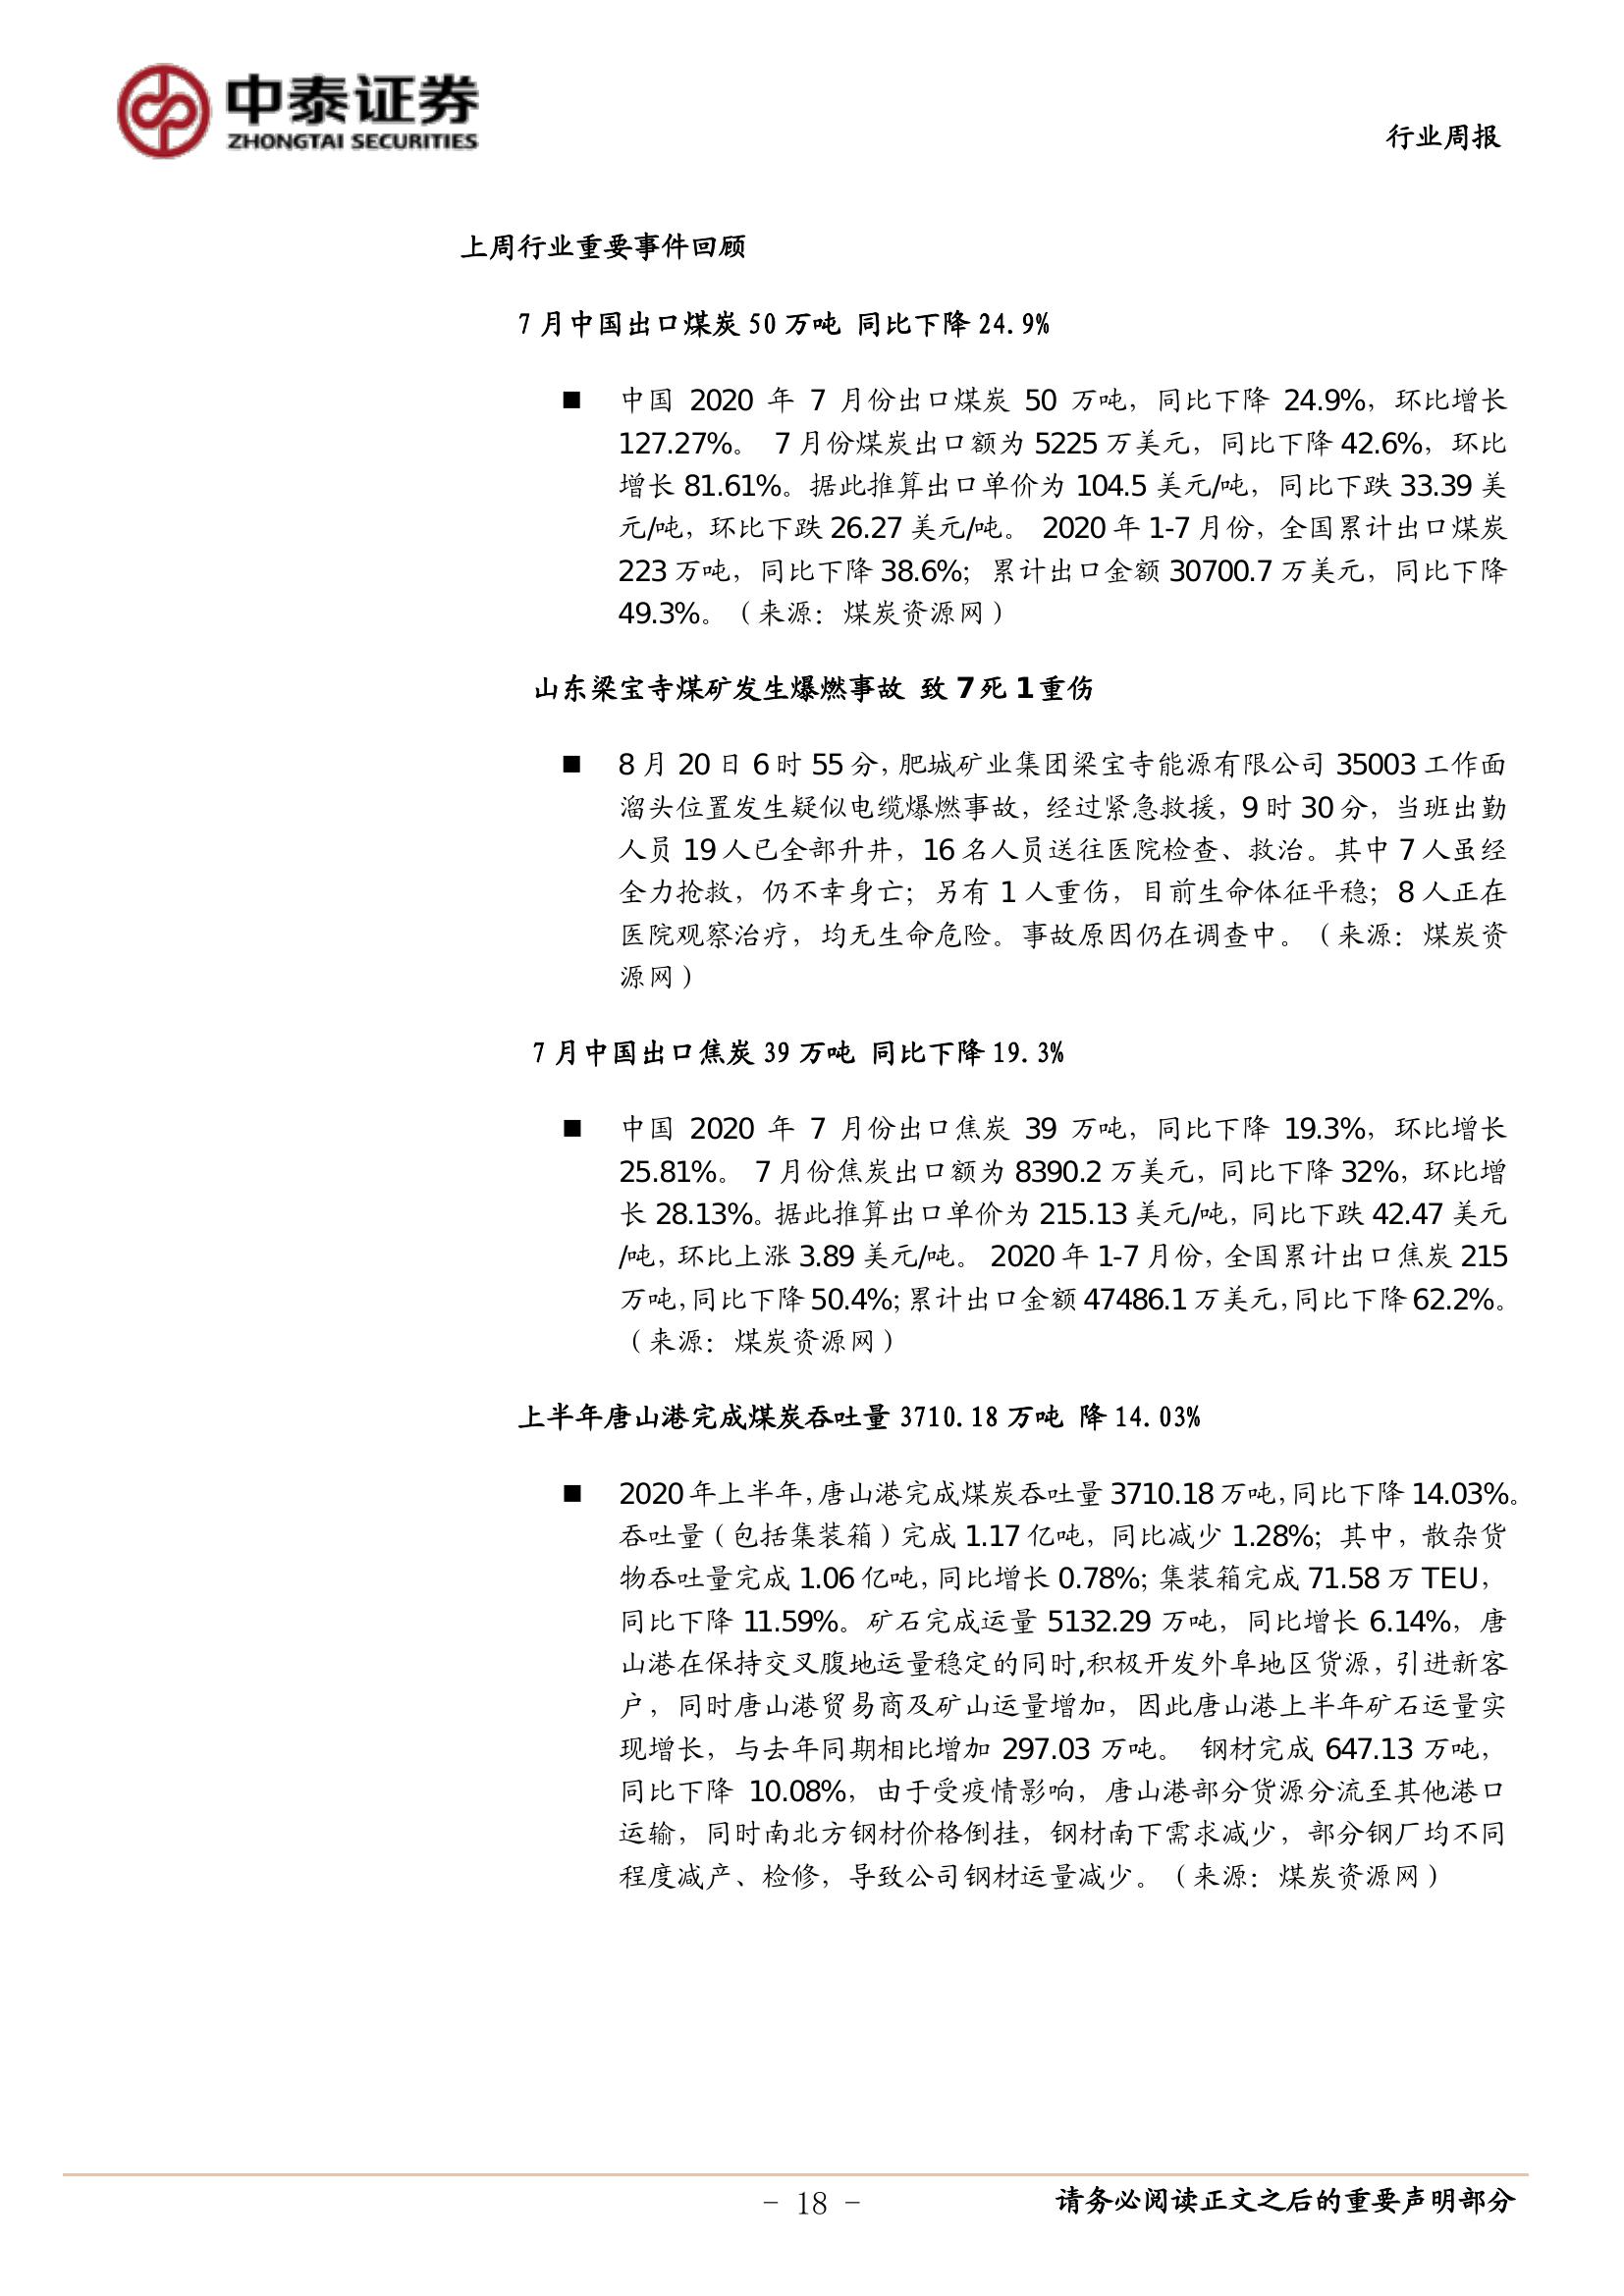 中泰证券
ZHONGTAI SECURITIES
行业周报
上周行业重要事件回顾
7 月中国出口煤炭 50 万吨 同比下降 24.9%
■ 中国 2020 年 7 月份出口煤炭 50 万吨，同比下降 24.9%，环比增长
127.27%。 7 月份煤炭出口额为 5225 万美元，同比下降 42.6%，环比
增长 81.61%。据此推算出口单价为 104.5 美元/吨，同比下跌 33.39 美
元/吨，环比下跌 26.27 美元/吨。 2020 年 1-7 月份，全国累计出口煤炭
223 万吨，同比下降 38.6%；累计出口金额 30700.7 万美元，同比下降
49.3%。（来源：煤炭资源网）
山东梁宝寺煤矿发生爆燃事故 致 7 死 1 重伤
■ 8 月 20 日 6 时 55 分，肥城矿业集团梁宝寺能源有限公司 35003 工作面
溜头位置发生疑似电缆爆燃事故，经过紧急救援，9 时 30 分，当班出勤
人员 19 人已全部升井，16 名人员送往医院检查、救治。其中 7 人虽经
全力抢救，仍不幸身亡；另有 1 人重伤，目前生命体征平稳；8 人正在
医院观察治疗，均无生命危险。事故原因仍在调查中。（来源：煤炭资
源网）
7 月中国出口焦炭 39 万吨 同比下降 19.3%
■ 中国 2020 年 7 月份出口焦炭 39 万吨，同比下降 19.3%，环比增长
25.81%。 7 月份焦炭出口额为 8390.2 万美元，同比下降 32%，环比增
长 28.13%。据此推算出口单价为 215.13 美元/吨，同比下跌 42.47 美元
/吨，环比上涨 3.89 美元/吨。 2020 年 1-7 月份，全国累计出口焦炭 215
万吨，同比下降 50.4%；累计出口金额 47486.1 万美元，同比下降 62.2%。
（来源：煤炭资源网）
上半年唐山港完成煤炭吞吐量 3710.18 万吨 降 14.03%
■ 2020 年上半年，唐山港完成煤炭吞吐量 3710.18 万吨，同比下降 14.03%。
吞吐量（包括集装箱）完成 1.17 亿吨，同比减少 1.28%；其中，散杂货
物吞吐量完成 1.06 亿吨，同比增长 0.78%；集装箱完成 71.58 万 TEU，
同比下降 11.59%。矿石完成运量 5132.29 万吨，同比增长 6.14%，唐
山港在保持交叉腹地运量稳定的同时,积极开发外阜地区货源，引进新客
户，同时唐山港贸易商及矿山运量增加，因此唐山港上半年矿石运量实
现增长，与去年同期相比增加 297.03 万吨。 钢材完成 647.13 万吨，
同比下降 10.08%，由于受疫情影响，唐山港部分货源分流至其他港口
运输，同时南北方钢材价格倒挂，钢材南下需求减少，部分钢厂均不同
程度减产、检修，导致公司钢材运量减少。（来源：煤炭资源网）
- 18 -
请务必阅读正文之后的重要声明部分